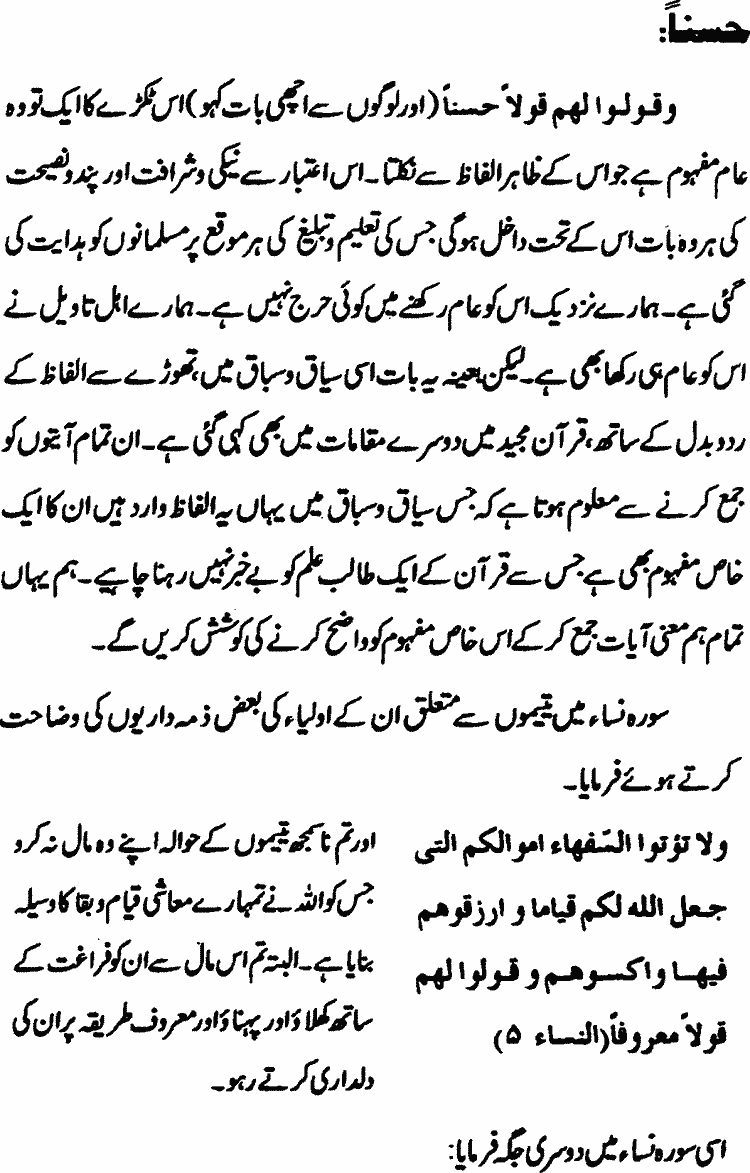 حسناً:
وقولوا لهم قولاً حسناً (اور لوگوں سے اچھی بات کہو) اس ٹکڑے کا ایک تو وہ
عام مفہوم ہے جو اس کے ظاہر الفاظ سے نکلتا۔ اس اعتبار سے نیکی و شرافت اور پند و نصیحت
کی ہر وہ بات اس کے تحت داخل ہوگی جس کی تعلیم و تبلیغ کی ہر موقع پر مسلمانوں کو ہدایت کی
گئی ہے۔ ہمارے نزدیک اس کو عام رکھنے میں کوئی حرج نہیں ہے۔ ہمارے اہل تاویل نے
اس کو عام ہی رکھا بھی ہے۔ لیکن بعینہ یہ بات اسی سیاق و سباق میں، تھوڑے سے الفاظ کے
ردو بدل کے ساتھ، قرآن مجید میں دوسرے مقامات میں بھی کہی گئی ہے۔ ان تمام آیتوں کو
جمع کرنے سے معلوم ہوتا ہے کہ جس سیاق و سباق میں یہاں یہ الفاظ وارد ہیں ان کا ایک
خاص مفہوم بھی ہے جس سے قرآن کے ایک طالب علم کو بے خبر نہیں رہنا چاہیے۔ ہم یہاں
تمام ہم معنی آیات جمع کر کے اس خاص مفہوم کو واضح کرنے کی کوشش کریں گے۔
سورہ نساء میں یتیموں سے متعلق ان کے اولیاء کی بعض ذمہ داریوں کی وضاحت
کرتے ہوئے فرمایا۔
ولا تؤتوا السّفهاء اموالكم التى
جعل الله لكم قياما و ارزقوهم
فيها واكسوهم و قولوا لهم
قولاً معروفاً (النساء ۵)
اور تم ناسمجھ یتیموں کے حوالہ اپنے وہ مال نہ کرو
جس کو اللہ نے تمہارے معاشی قیام و بقا کا وسیلہ
بنایا ہے۔ البتہ تم اس مال سے ان کو فراغت کے
ساتھ کھلاؤ اور پہناؤ اور معروف طریقہ پر ان کی
دلداری کرتے رہو۔
اسی سورہ نساء میں دوسری جگہ فرمایا: